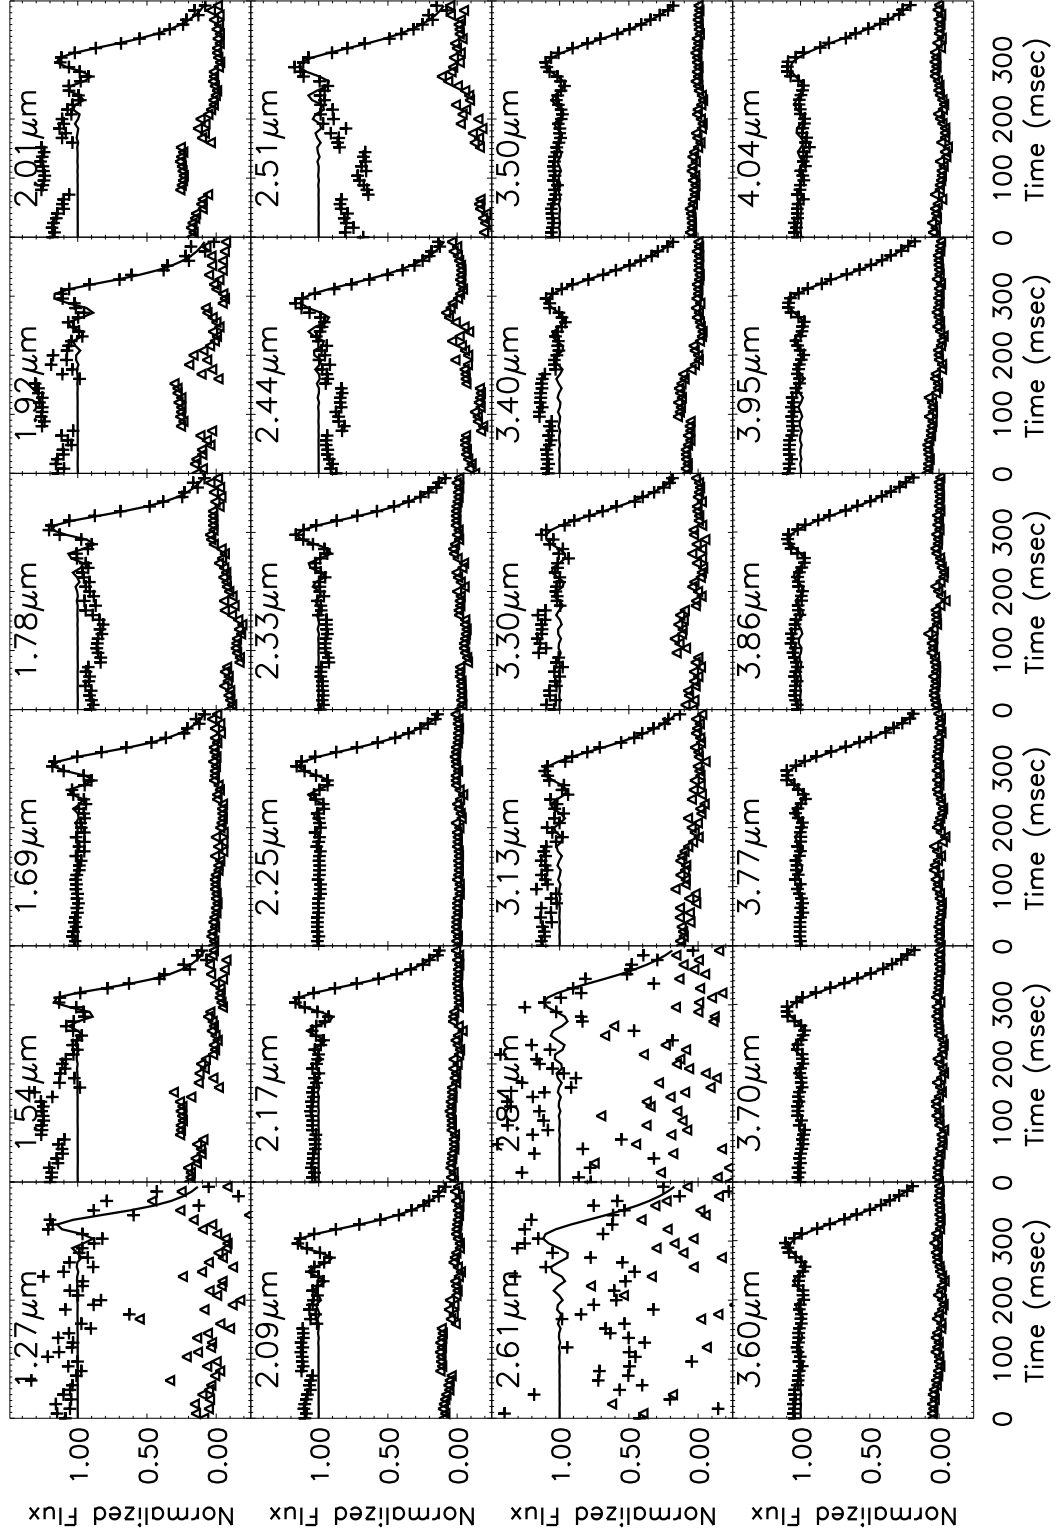 1.27μm 1.54μm 1.69μm 1.78μm 1.92μm 2.01μm
Normalized Flux
1.00
0.50
0.00
2.09μm 2.17μm 2.25μm 2.33μm 2.44μm 2.51μm
Normalized Flux
1.00
0.50
0.00
2.61μm 2.84μm 3.13μm 3.30μm 3.40μm 3.50μm
Normalized Flux
1.00
0.50
0.00
3.60μm 3.70μm 3.77μm 3.86μm 3.95μm 4.04μm
Normalized Flux
1.00
0.50
0.00
0 100 200 300 0 100 200 300 0 100 200 300 0 100 200 300 0 100 200 300 0 100 200 300
Time (msec) Time (msec) Time (msec) Time (msec) Time (msec) Time (msec)